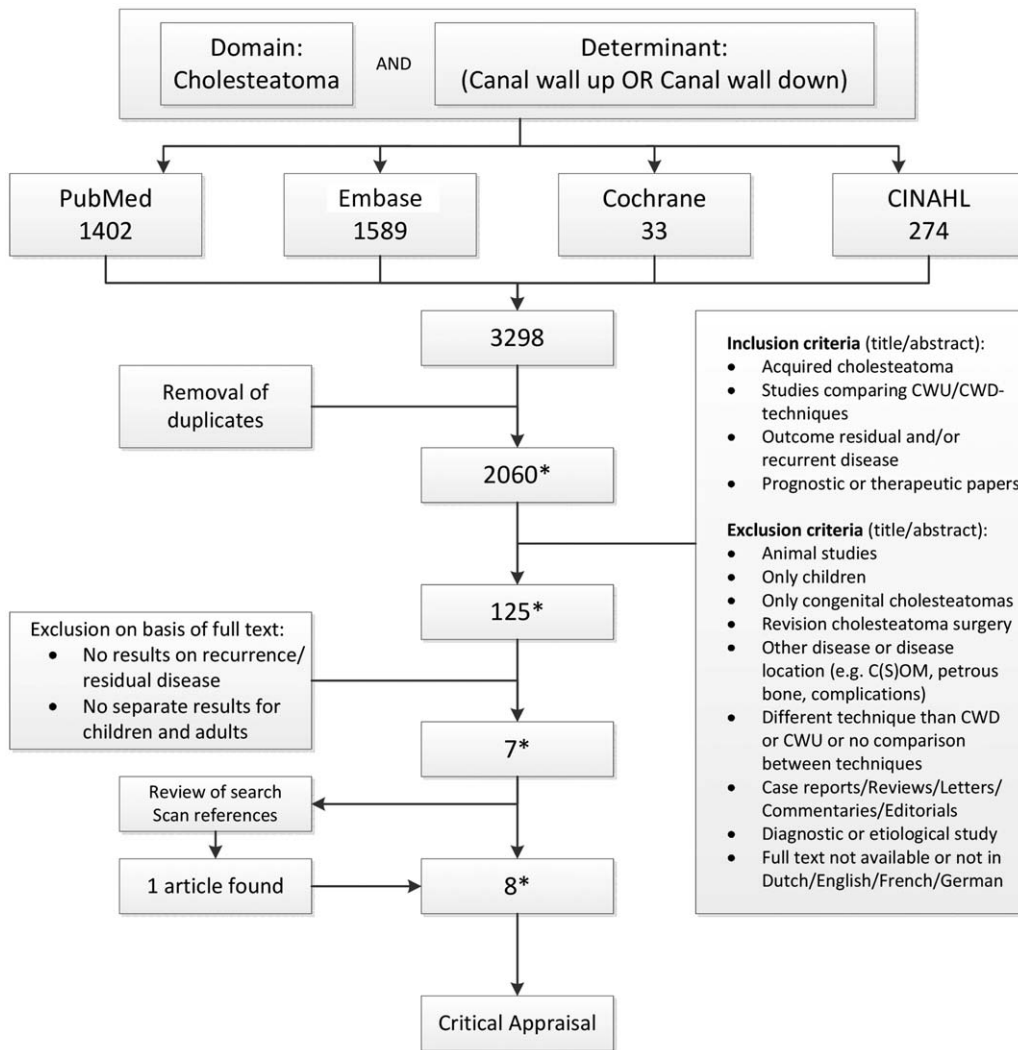 Domain:
Cholesteatoma
AND
Determinant:
(Canal wall up OR Canal wall down)
PubMed
1402
Embase
1589
Cochrane
33
CINAHL
274
3298
Removal of
duplicates
2060*
Inclusion criteria (title/abstract):
• Acquired cholesteatoma
• Studies comparing CWU/CWD-
techniques
• Outcome residual and/or
recurrent disease
• Prognostic or therapeutic papers
Exclusion criteria (title/abstract):
• Animal studies
• Only children
• Only congenital cholesteatomas
• Revision cholesteatoma surgery
• Other disease or disease
location (e.g. C(S)OM, petrous
bone, complications)
• Different technique than CWD
or CWU or no comparison
between techniques
• Case reports/Reviews/Letters/
Commentaries/Editorials
• Diagnostic or etiological study
• Full text not available or not in
Dutch/English/French/German
125*
Exclusion on basis of full text:
• No results on recurrence/
residual disease
• No separate results for
children and adults
7*
Review of search
Scan references
1 article found
8*
Critical Appraisal